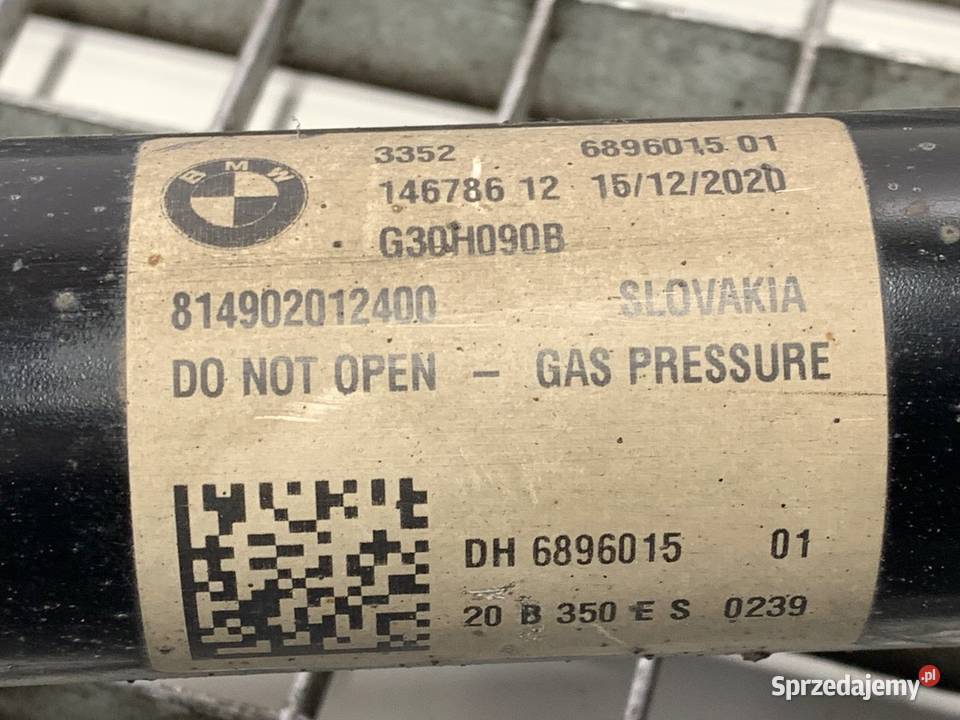 BMW
3352 6896015 01
146786 12 15/12/2020
G30H090B
814902012400 SLOVAKIA
DO NOT OPEN – GAS PRESSURE
DH 6896015 01
20 B 350 E S 0239
Sprzedajemy.pl